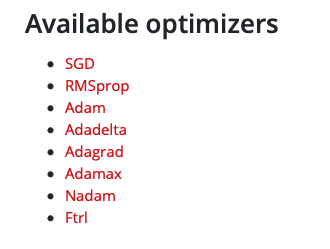 Available optimizers
SGD
RMSprop
Adam
Adadelta
Adagrad
Adamax
Nadam
Ftrl